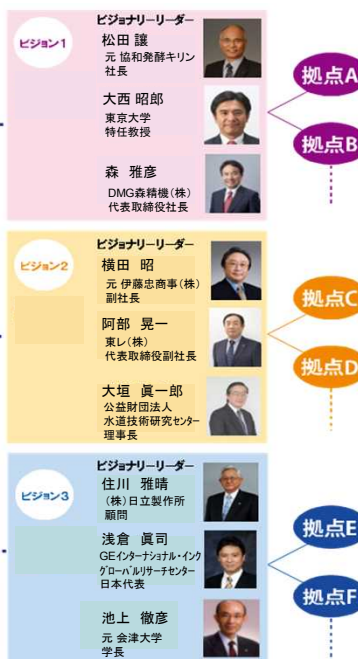 ビジョン1
ビジョナリーリーダー
松田 譲
元 協和発酵キリン
社長
大西 昭郎
東京大学
特任教授
森 雅彦
DMG森精機(株)
代表取締役社長
拠点A
拠点B
ビジョン2
ビジョナリーリーダー
横田 昭
元 伊藤忠商事(株)
副社長
阿部 晃一
東レ(株)
代表取締役副社長
大垣 眞一郎
公益財団法人
水道技術研究センター
理事長
拠点C
拠点D
ビジョン3
ビジョナリーリーダー
住川 雅晴
(株)日立製作所
顧問
浅倉 眞司
GEインターナショナル・インク
グローバルリサーチセンター
日本代表
池上 徹彦
元 会津大学
学長
拠点E
拠点F